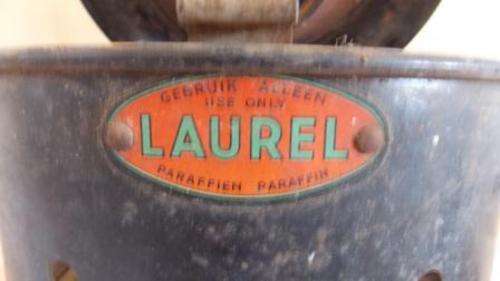 GEBRUIK ALLEEN
USE ONLY
LAUREL
PARAFFIEN PARAFFIN